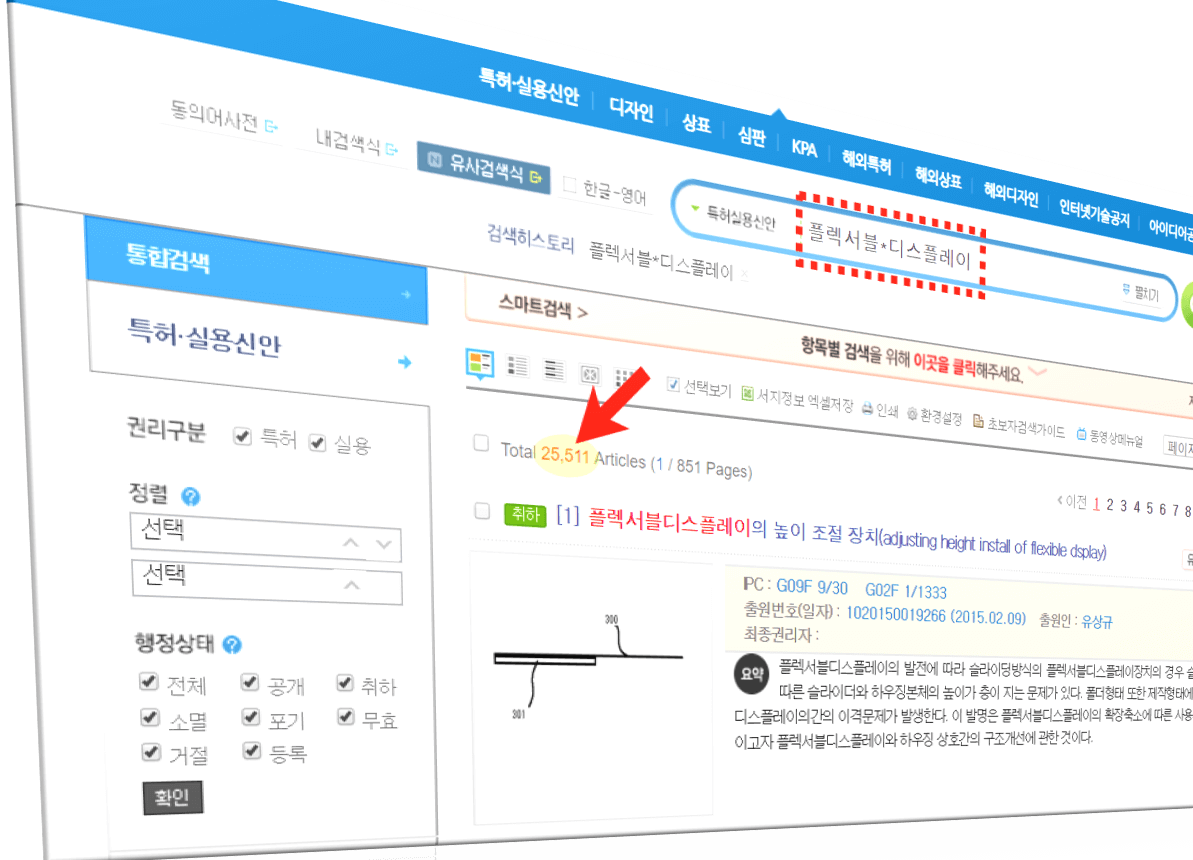 특허·실용신안 디자인 상표 심판 KPA 해외특허 해외상표 해외디자인 인터넷기술공지
동의어사전 내검색식 N 유사검색식 한글-영어 특허실용신안 플렉서블*디스플레이 펼치기
검색히스토리 플렉서블*디스플레이 ×
통합검색
스마트검색 > 항목별 검색을 위해 이곳을 클릭해주세요.
특허·실용신안
선택보기 서지정보 엑셀저장 인쇄 환경설정 초보자검색가이드 동영상매뉴얼
권리구분 특허 실용
Total 25,511 Articles (1 / 851 Pages)
정렬 ?
< 이전 1 2 3 4 5 6 7 8
선택
취하 [1] 플렉서블디스플레이의 높이 조절 장치(adjusting height install of flexible dsplay)
선택
IPC : G09F 9/30 G02F 1/1333
출원번호(일자) : 1020150019266 (2015.02.09) 출원인 : 유상규
최종권리자 :
300
301
행정상태 ?
요약 플렉서블디스플레이의 발전에 따라 슬라이딩방식의 플렉서블디스플레이장치의 경우
따른 슬라이더와 하우징본체의 높이가 층이 지는 문제가 있다. 폴더형태 또한 제작형태에
디스플레이의간의 이격문제가 발생한다. 이 발명은 플렉서블디스플레이의 확장축소에 따른
이고자 플렉서블디스플레이와 하우징 상호간의 구조개선에 관한 것이다.
전체 공개 취하
소멸 포기 무효
거절 등록
확인